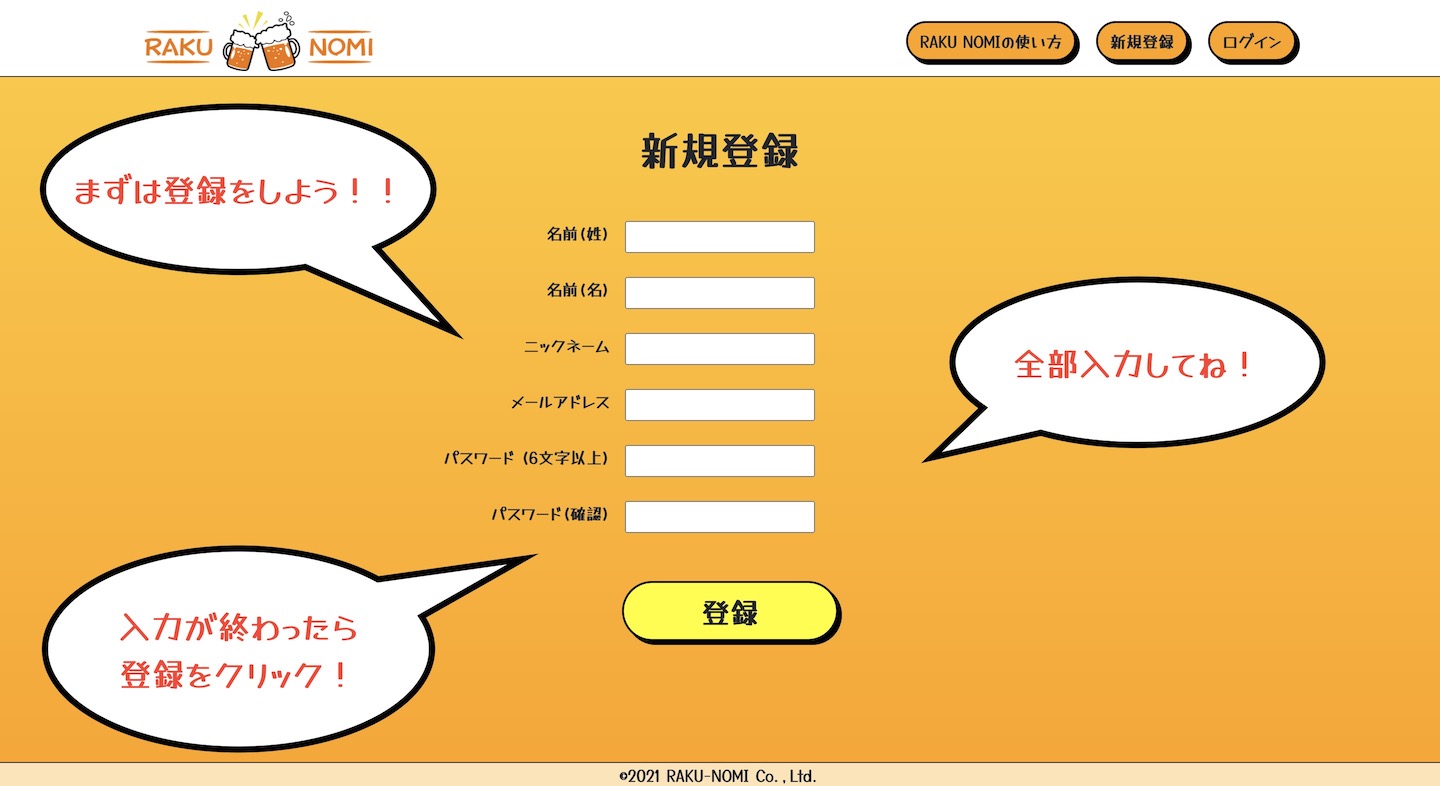 RAKU NOMI
RAKU NOMIの使い方
新規登録
ログイン
まずは登録をしよう！！
新規登録
名前(姓)
名前(名)
ニックネーム
メールアドレス
パスワード (6文字以上)
パスワード(確認)
全部入力してね！
入力が終わったら
登録をクリック！
登録
©2021 RAKU-NOMI Co.,Ltd.